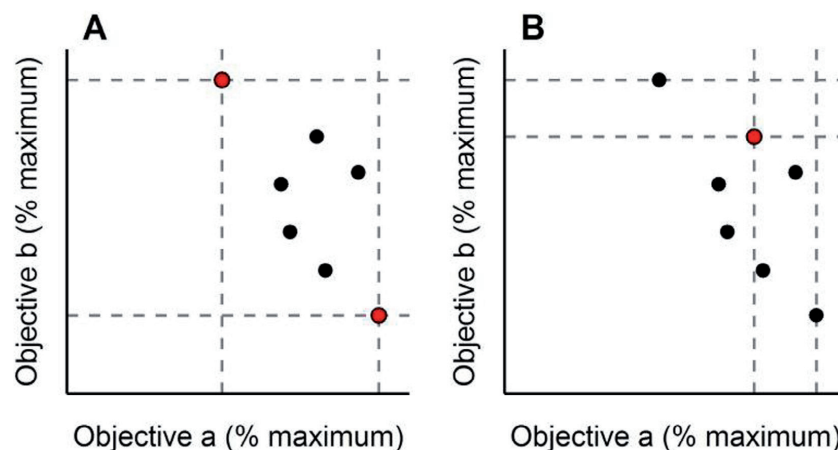 A
Objective b (% maximum)
Objective a (% maximum)
B
Objective b (% maximum)
Objective a (% maximum)